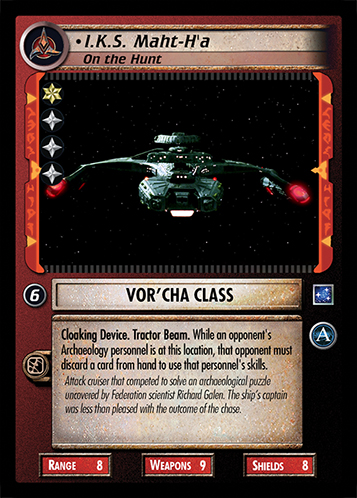 • I.K.S. Maht-H'a
On the Hunt
6
VOR'CHA CLASS
A
Cloaking Device. Tractor Beam. While an opponent's
Archaeology personnel is at this location, that opponent must
discard a card from hand to use that personnel's skills.
Attack cruiser that competed to solve an archaeological puzzle
uncovered by Federation scientist Richard Galen. The ship's captain
was less than pleased with the outcome of the chase.
RANGE 8 WEAPONS 9 SHIELDS 8